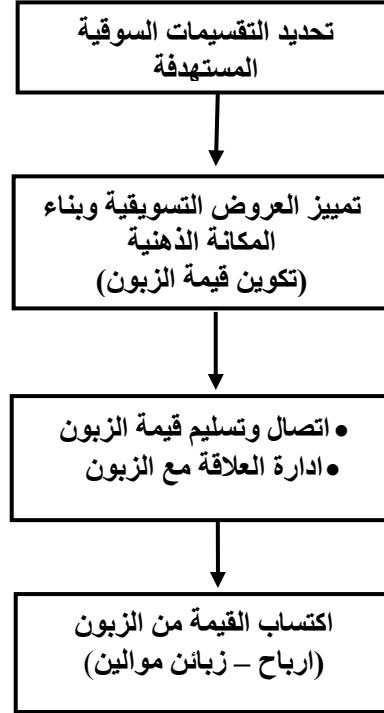 تحديد التقسيمات السوقية
المستهدفة
تمييز العروض التسويقية وبناء
المكانة الذهنية
(تكوين قيمة الزبون)
● اتصال وتسليم قيمة الزبون
● ادارة العلاقة مع الزبون
اكتساب القيمة من الزبون
(ارباح – زبائن موالين)